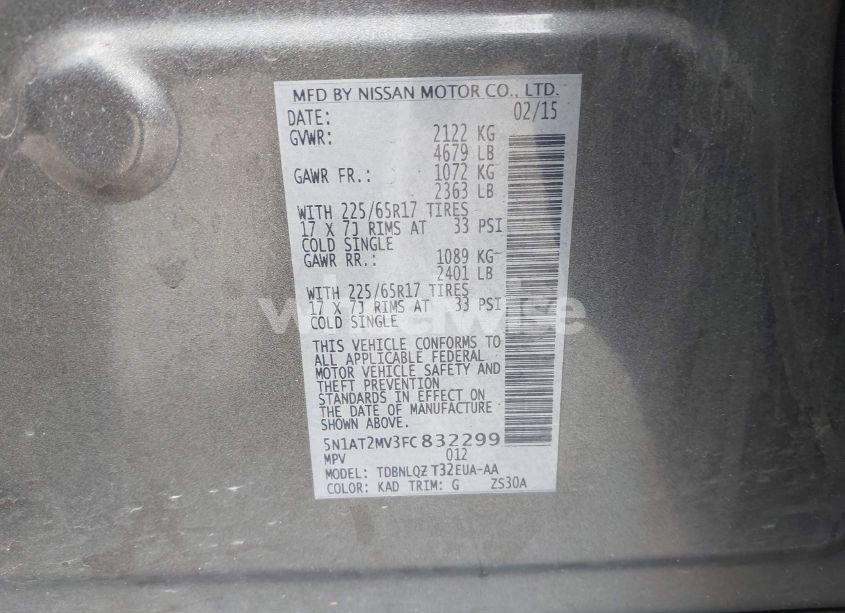 MFD BY NISSAN MOTOR CO., LTD.
DATE: 02/15
GVWR: 2122 KG
4679 LB
GAWR FR.: 1072 KG
2363 LB
WITH 225/65R17 TIRES
17 X 7J RIMS AT 33 PSI
COLD SINGLE
GAWR RR.: 1089 KG
2401 LB
WITH 225/65R17 TIRES
17 X 7J RIMS AT 33 PSI
COLD SINGLE
wheelwise
THIS VEHICLE CONFORMS TO
ALL APPLICABLE FEDERAL
MOTOR VEHICLE SAFETY AND
THEFT PREVENTION
STANDARDS IN EFFECT ON
THE DATE OF MANUFACTURE
SHOWN ABOVE.
5N1AT2MV3FC832299
MPV 012
MODEL: TDBNLQZ T32EUA-AA
COLOR: KAD TRIM: G ZS30A